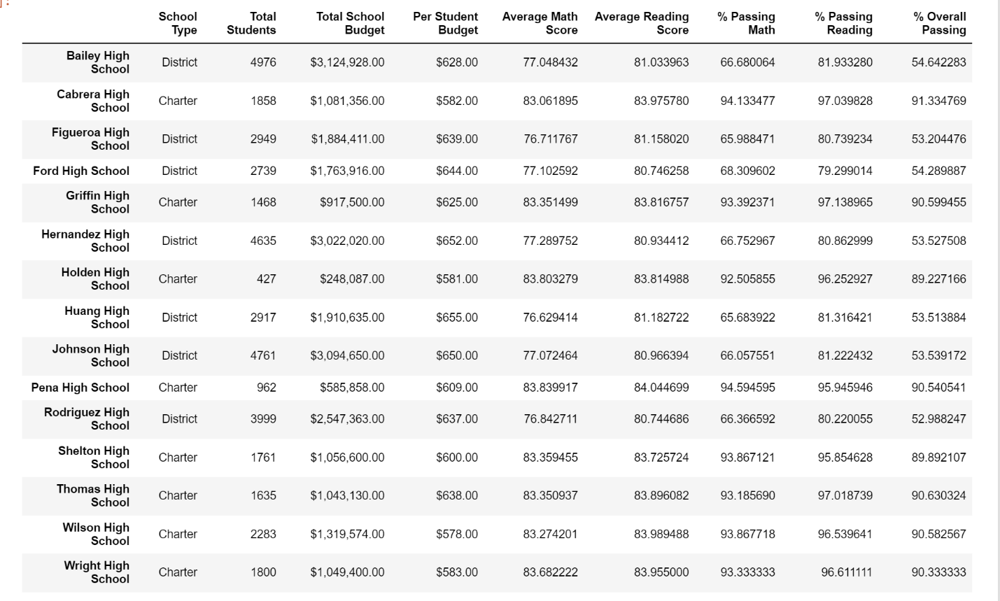 ]:
School Type Total Students Total School Budget Per Student Budget Average Math Score Average Reading Score % Passing Math % Passing Reading % Overall Passing
Bailey High School District 4976 $3,124,928.00 $628.00 77.048432 81.033963 66.680064 81.933280 54.642283
Cabrera High School Charter 1858 $1,081,356.00 $582.00 83.061895 83.975780 94.133477 97.039828 91.334769
Figueroa High School District 2949 $1,884,411.00 $639.00 76.711767 81.158020 65.988471 80.739234 53.204476
Ford High School District 2739 $1,763,916.00 $644.00 77.102592 80.746258 68.309602 79.299014 54.289887
Griffin High School Charter 1468 $917,500.00 $625.00 83.351499 83.816757 93.392371 97.138965 90.599455
Hernandez High School District 4635 $3,022,020.00 $652.00 77.289752 80.934412 66.752967 80.862999 53.527508
Holden High School Charter 427 $248,087.00 $581.00 83.803279 83.814988 92.505855 96.252927 89.227166
Huang High School District 2917 $1,910,635.00 $655.00 76.629414 81.182722 65.683922 81.316421 53.513884
Johnson High School District 4761 $3,094,650.00 $650.00 77.072464 80.966394 66.057551 81.222432 53.539172
Pena High School Charter 962 $585,858.00 $609.00 83.839917 84.044699 94.594595 95.945946 90.540541
Rodriguez High School District 3999 $2,547,363.00 $637.00 76.842711 80.744686 66.366592 80.220055 52.988247
Shelton High School Charter 1761 $1,056,600.00 $600.00 83.359455 83.725724 93.867121 95.854628 89.892107
Thomas High School Charter 1635 $1,043,130.00 $638.00 83.350937 83.896082 93.185690 97.018739 90.630324
Wilson High School Charter 2283 $1,319,574.00 $578.00 83.274201 83.989488 93.867718 96.539641 90.582567
Wright High School Charter 1800 $1,049,400.00 $583.00 83.682222 83.955000 93.333333 96.611111 90.333333